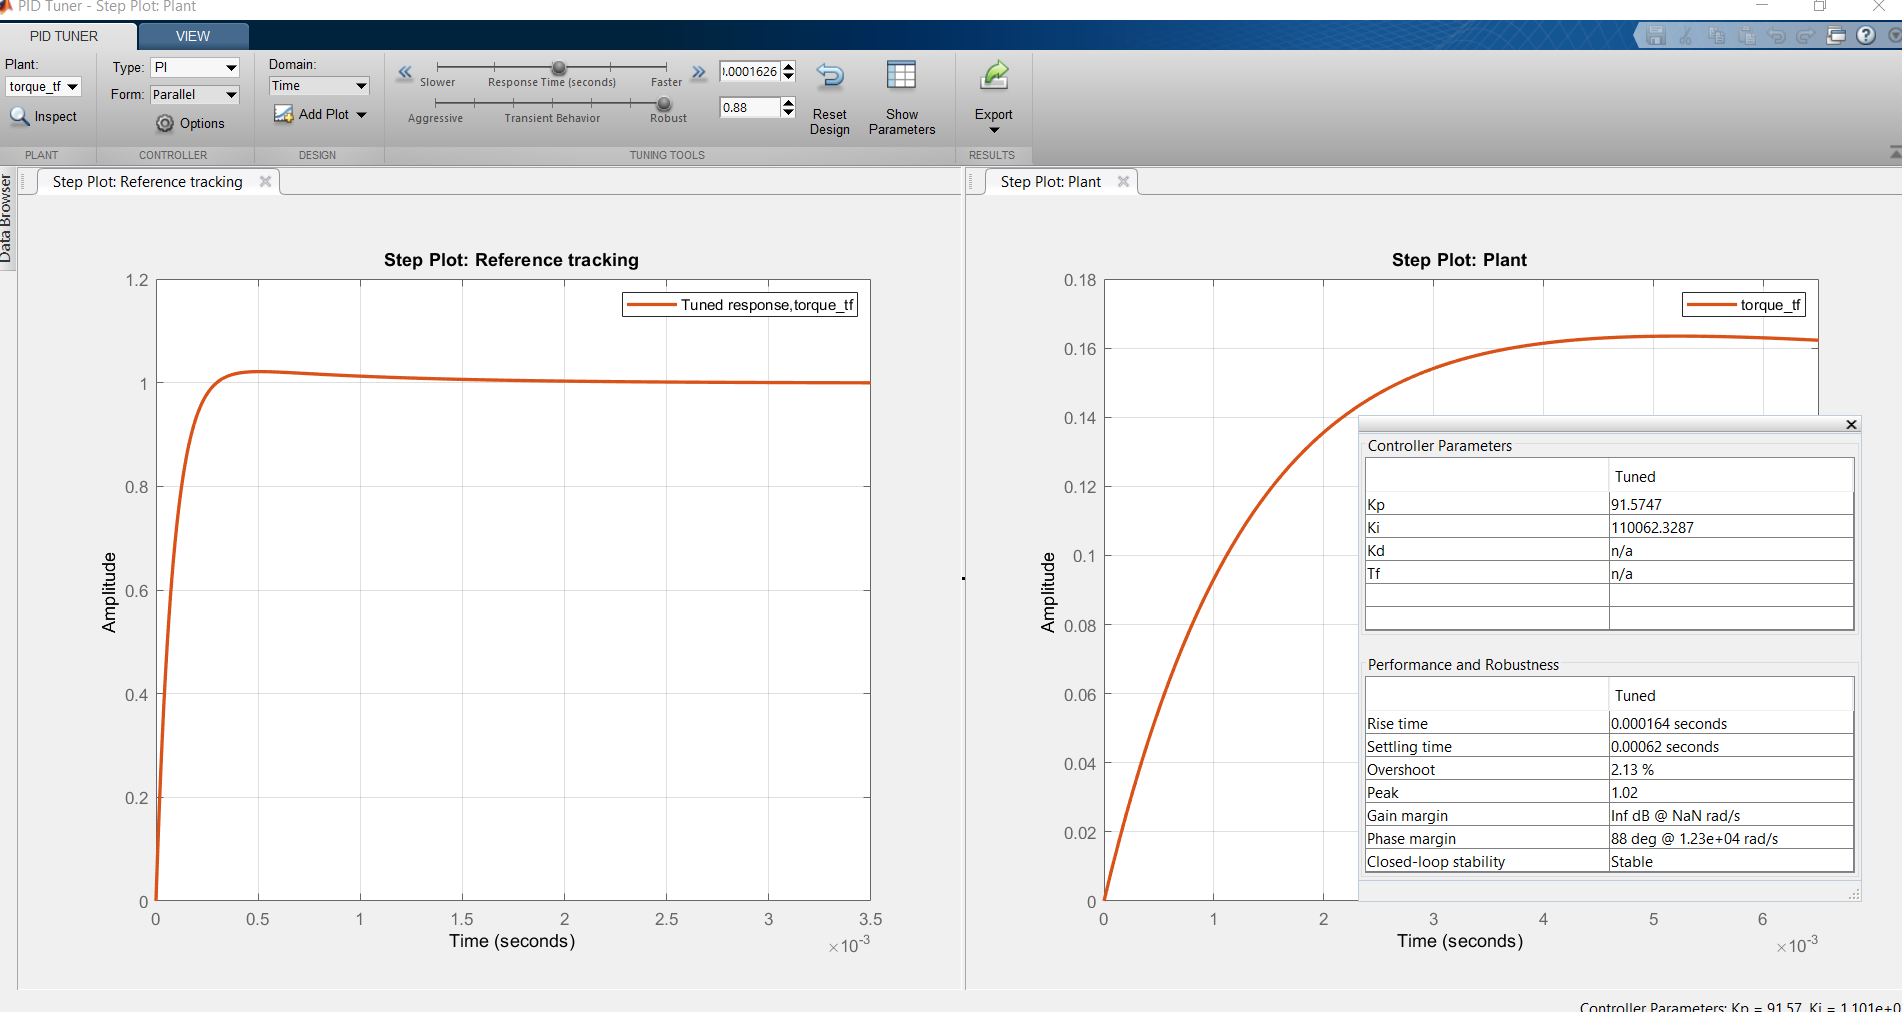 PID Tuner - Step Plot: Plant
PID TUNER
VIEW
Plant:
torque_tf
Inspect
PLANT
Type: PI
Form: Parallel
Options
CONTROLLER
Domain:
Time
Add Plot
DESIGN
Slower Response Time (seconds) Faster
Aggressive Transient Behavior Robust
).0001626
0.88
Reset
Design
Show
Parameters
TUNING TOOLS
Export
RESULTS
Data Browser
Step Plot: Reference tracking
Step Plot: Reference tracking
Tuned response,torque_tf
1.2
1
0.8
0.6
0.4
0.2
0
Amplitude
0 0.5 1 1.5 2 2.5 3 3.5
Time (seconds)
×10-3
Step Plot: Plant
Step Plot: Plant
torque_tf
0.18
0.16
0.14
0.12
0.1
0.08
0.06
0.04
0.02
0
Amplitude
0 1 2 3 4 5 6
Time (seconds)
×10-3
Controller Parameters
Tuned
Kp 91.5747
Ki 110062.3287
Kd n/a
Tf n/a
Performance and Robustness
Tuned
Rise time 0.000164 seconds
Settling time 0.00062 seconds
Overshoot 2.13 %
Peak 1.02
Gain margin Inf dB @ NaN rad/s
Phase margin 88 deg @ 1.23e+04 rad/s
Closed-loop stability Stable
Controller Parameters: Kp = 91.57, Ki = 1.101e+0